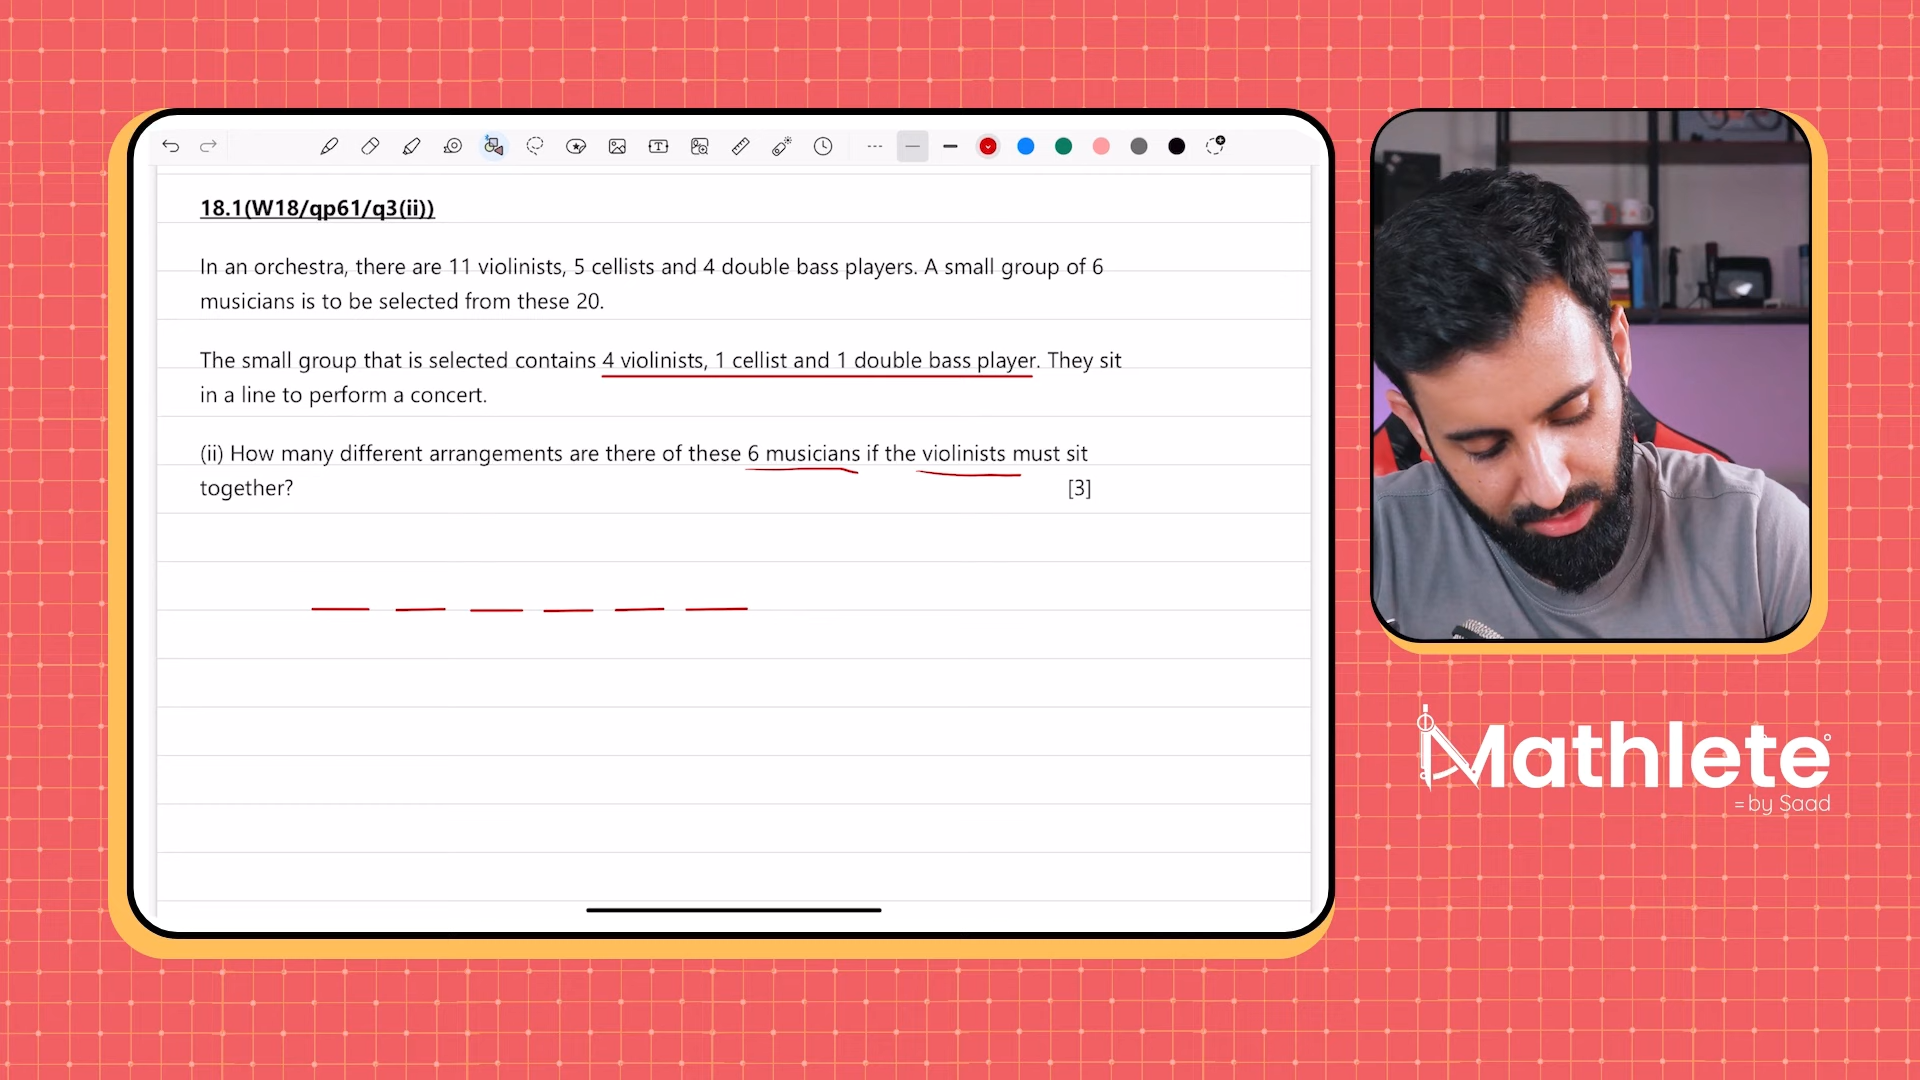 18.1(W18/qp61/q3(ii))
In an orchestra, there are 11 violinists, 5 cellists and 4 double bass players. A small group of 6
musicians is to be selected from these 20.
The small group that is selected contains 4 violinists, 1 cellist and 1 double bass player. They sit
in a line to perform a concert.
(ii) How many different arrangements are there of these 6 musicians if the violinists must sit
together? [3]
Mathlete
=by Saad